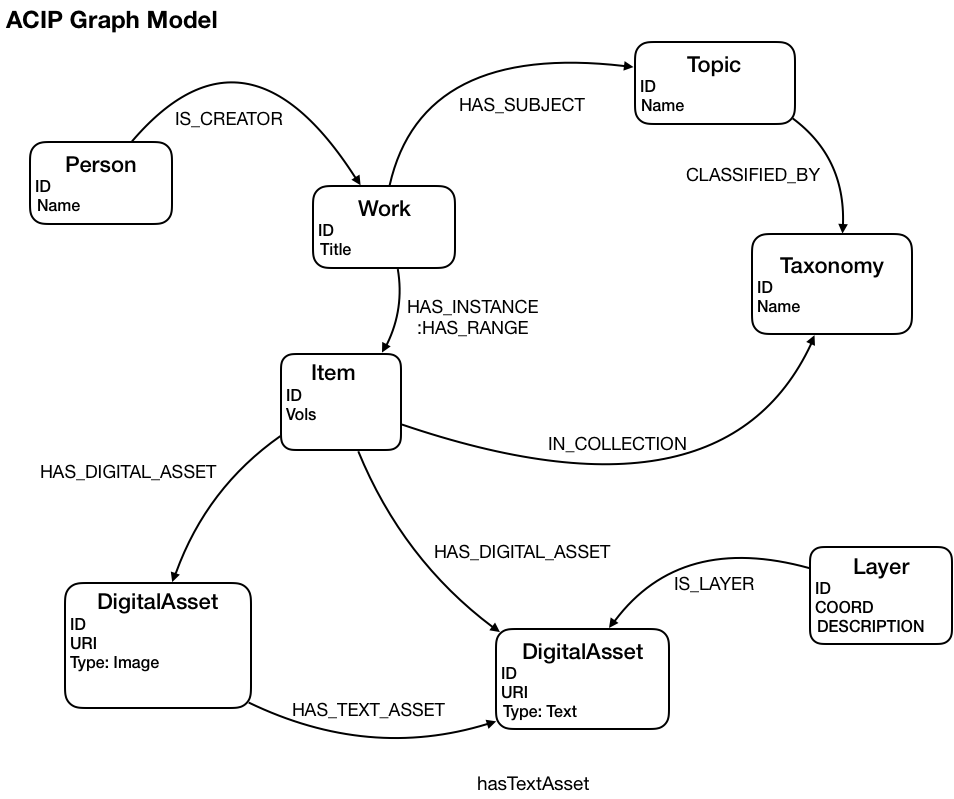 ACIP Graph Model
Topic
ID
Name
HAS_SUBJECT
IS_CREATOR
Person
ID
Name
CLASSIFIED_BY
Work
ID
Title
Taxonomy
ID
Name
HAS_INSTANCE
:HAS_RANGE
Item
ID
Vols
IN_COLLECTION
HAS_DIGITAL_ASSET
HAS_DIGITAL_ASSET
Layer
ID
COORD
DESCRIPTION
IS_LAYER
DigitalAsset
ID
URI
Type: Image
DigitalAsset
ID
URI
Type: Text
HAS_TEXT_ASSET
hasTextAsset